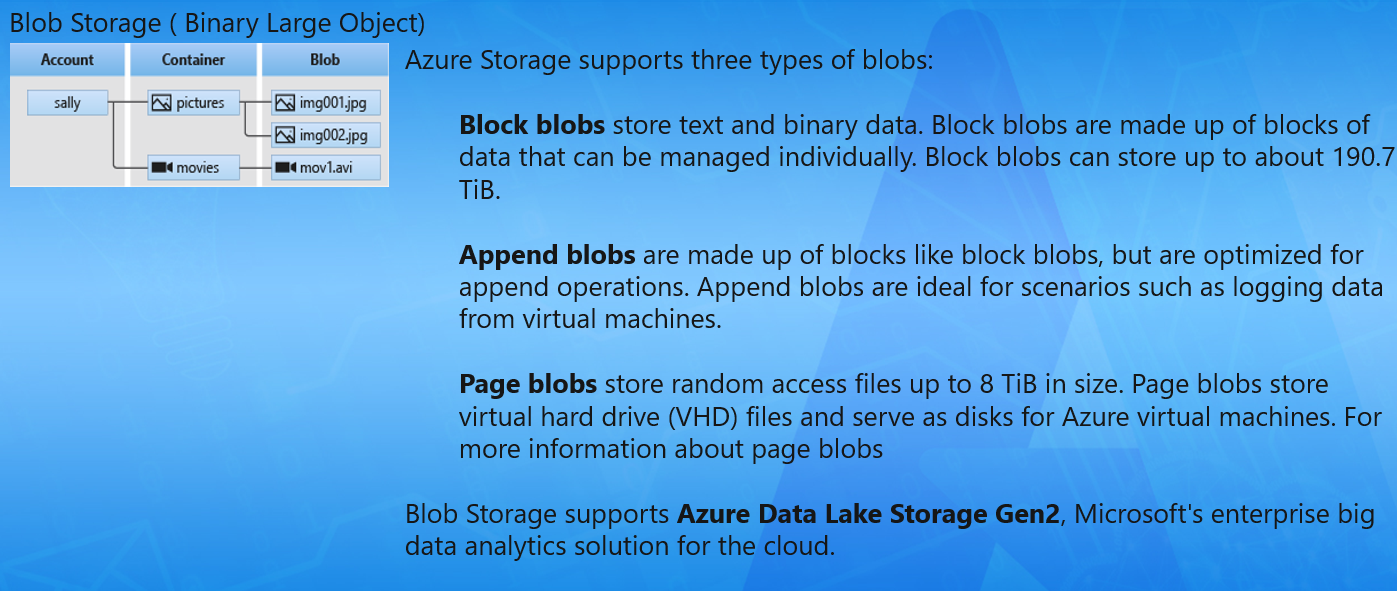 Blob Storage ( Binary Large Object)
Account Container Blob
sally pictures img001.jpg
img002.jpg
movies mov1.avi
Azure Storage supports three types of blobs:
Block blobs store text and binary data. Block blobs are made up of blocks of
data that can be managed individually. Block blobs can store up to about 190.7
TiB.
Append blobs are made up of blocks like block blobs, but are optimized for
append operations. Append blobs are ideal for scenarios such as logging data
from virtual machines.
Page blobs store random access files up to 8 TiB in size. Page blobs store
virtual hard drive (VHD) files and serve as disks for Azure virtual machines. For
more information about page blobs
Blob Storage supports Azure Data Lake Storage Gen2, Microsoft's enterprise big
data analytics solution for the cloud.